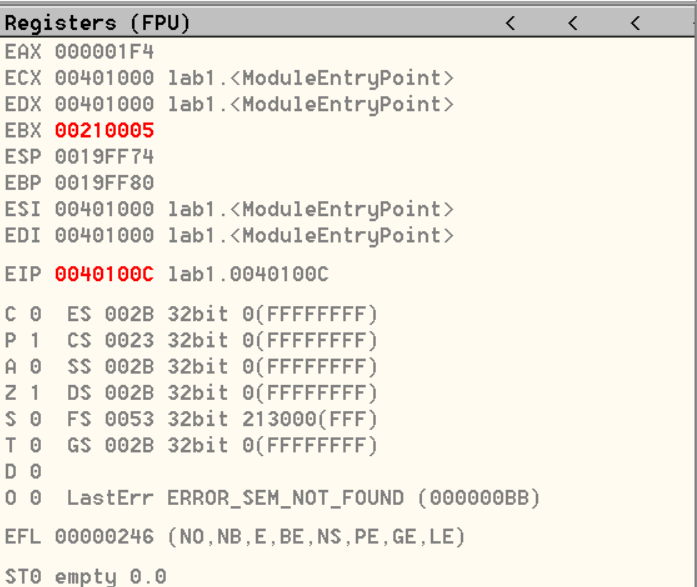 Registers (FPU) < < <
EAX 000001F4
ECX 00401000 lab1.<ModuleEntryPoint>
EDX 00401000 lab1.<ModuleEntryPoint>
EBX 00210005
ESP 0019FF74
EBP 0019FF80
ESI 00401000 lab1.<ModuleEntryPoint>
EDI 00401000 lab1.<ModuleEntryPoint>
EIP 0040100C lab1.0040100C
C 0 ES 002B 32bit 0(FFFFFFFF)
P 1 CS 0023 32bit 0(FFFFFFFF)
A 0 SS 002B 32bit 0(FFFFFFFF)
Z 1 DS 002B 32bit 0(FFFFFFFF)
S 0 FS 0053 32bit 213000(FFF)
T 0 GS 002B 32bit 0(FFFFFFFF)
D 0
O 0 LastErr ERROR_SEM_NOT_FOUND (000000BB)
EFL 00000246 (NO,NB,E,BE,NS,PE,GE,LE)
ST0 empty 0.0